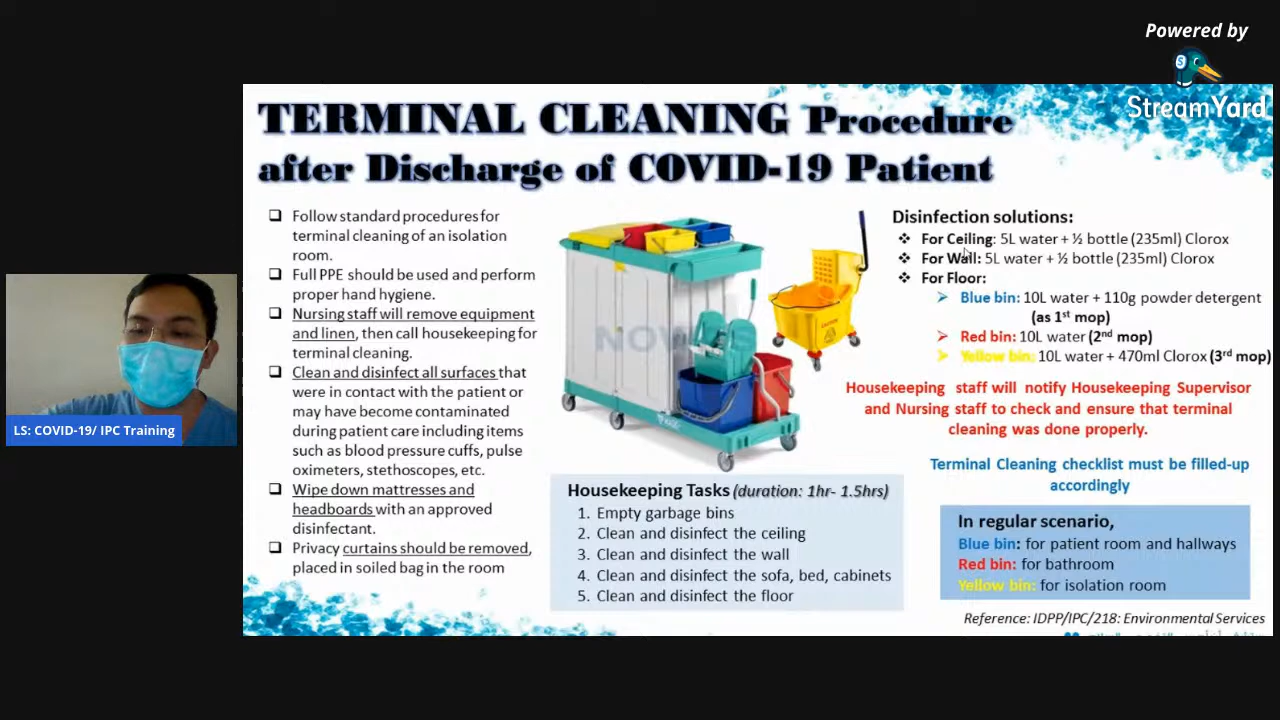 Powered by
StreamYard
TERMINAL CLEANING Procedure
after Discharge of COVID-19 Patient
❑ Follow standard procedures for
terminal cleaning of an isolation
room.
❑ Full PPE should be used and perform
proper hand hygiene.
❑ Nursing staff will remove equipment
and linen, then call housekeeping for
terminal cleaning.
❑ Clean and disinfect all surfaces that
were in contact with the patient or
may have become contaminated
during patient care including items
such as blood pressure cuffs, pulse
oximeters, stethoscopes, etc.
❑ Wipe down mattresses and
headboards with an approved
disinfectant.
❑ Privacy curtains should be removed,
placed in soiled bag in the room
Housekeeping Tasks (duration: 1hr- 1.5hrs)
1. Empty garbage bins
2. Clean and disinfect the ceiling
3. Clean and disinfect the wall
4. Clean and disinfect the sofa, bed, cabinets
5. Clean and disinfect the floor
Disinfection solutions:
❖ For Ceiling: 5L water + ½ bottle (235ml) Clorox
❖ For Wall: 5L water + ½ bottle (235ml) Clorox
❖ For Floor:
➢ Blue bin: 10L water + 110g powder detergent
(as 1st mop)
➢ Red bin: 10L water (2nd mop)
➢ Yellow bin: 10L water + 470ml Clorox (3rd mop)
Housekeeping staff will notify Housekeeping Supervisor
and Nursing staff to check and ensure that terminal
cleaning was done properly.
Terminal Cleaning checklist must be filled-up
accordingly
In regular scenario,
Blue bin: for patient room and hallways
Red bin: for bathroom
Yellow bin: for isolation room
Reference: IDPP/IPC/218: Environmental Services
LS: COVID-19/ IPC Training